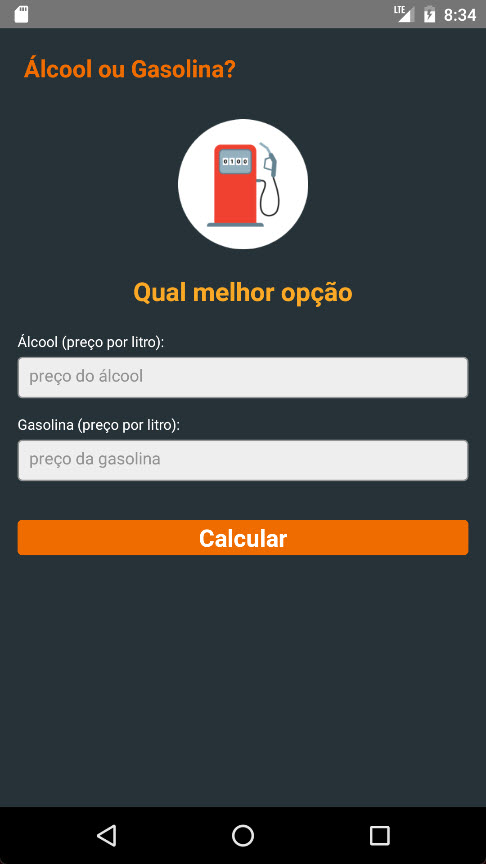 LTE 8:34
Álcool ou Gasolina?
0100
Qual melhor opção
Álcool (preço por litro):
preço do álcool
Gasolina (preço por litro):
preço da gasolina
Calcular